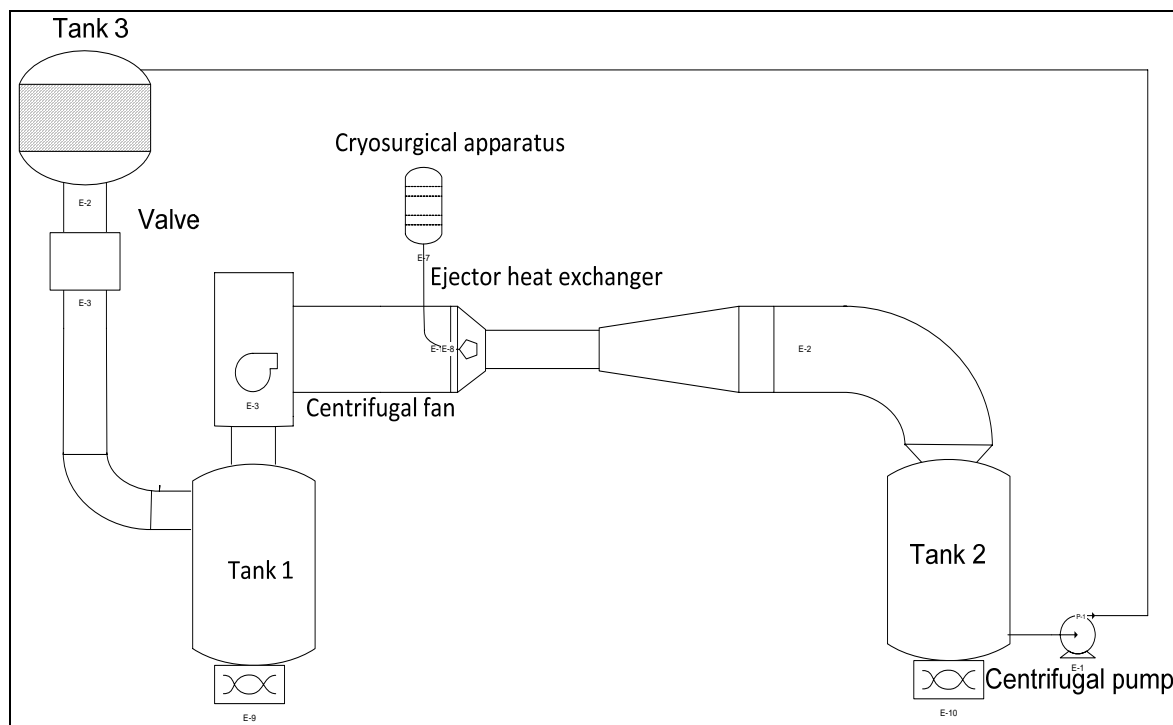 Tank 3
Cryosurgical apparatus
E-2
Valve
E-7
Ejector heat exchanger
E-3
E-8
E-2
E-3
Centrifugal fan
Tank 2
Tank 1
P-1
E-1
Centrifugal pump
E-9
E-10